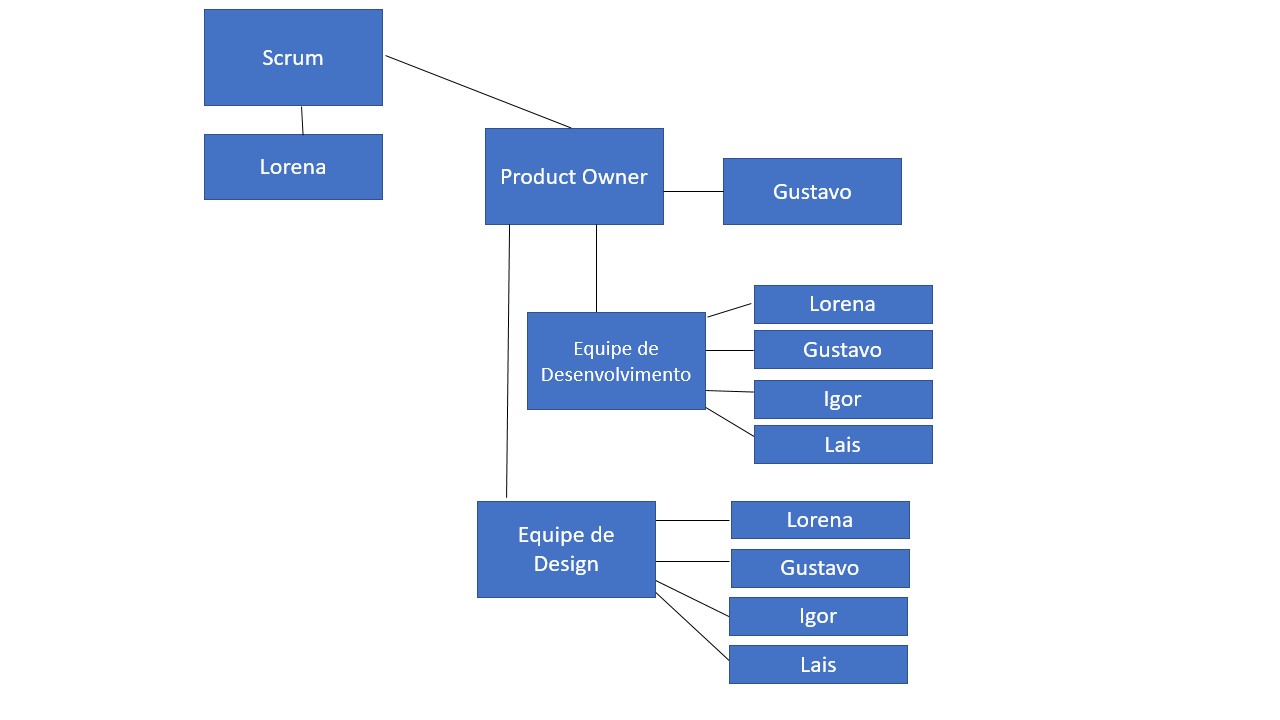 Scrum
Lorena
Product Owner
Gustavo
Equipe de
Desenvolvimento
Lorena
Gustavo
Igor
Lais
Equipe de
Design
Lorena
Gustavo
Igor
Lais